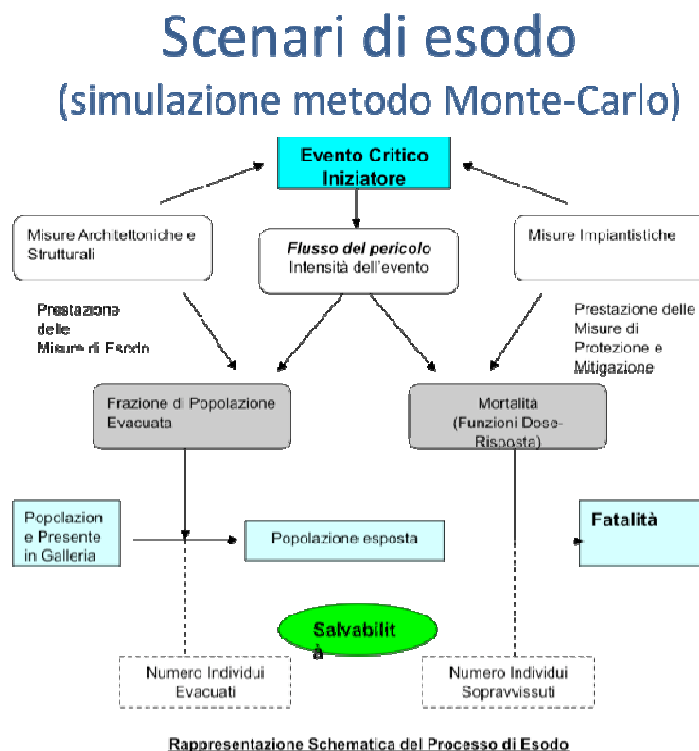 Scenari di esodo
(simulazione metodo Monte-Carlo)
Evento Critico
Iniziatore
Misure Architettoniche e
Strutturali
Flusso del pericolo
Intensità dell'evento
Misure Impiantistiche
Prestazione
delle
Misure di Esodo
Prestazione delle
Misure di
Protezione e
Mitigazione
Frazione di Popolazione
Evacuata
Mortalità
(Funzioni Dose-
Risposta)
Popolazion
e Presente
in Galleria
Popolazione esposta
Fatalità
Salvabilit
à
Numero Individui
Evacuati
Numero Individui
Sopravvissuti
Rappresentazione Schematica del Processo di Esodo